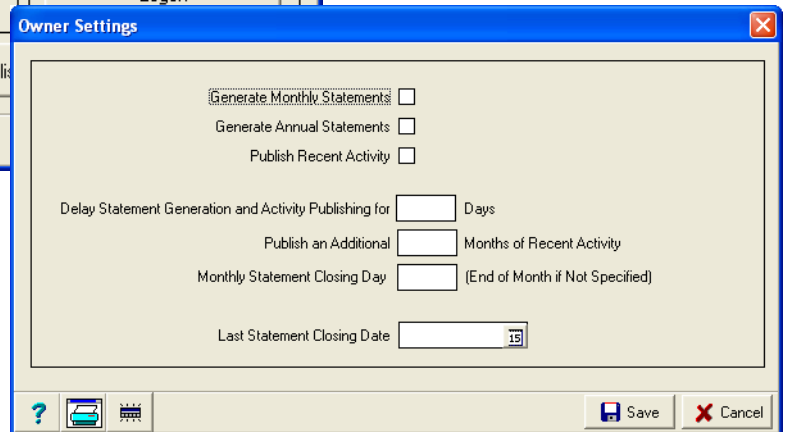 Owner Settings
Generate Monthly Statements
Generate Annual Statements
Publish Recent Activity
Delay Statement Generation and Activity Publishing for Days
Publish an Additional Months of Recent Activity
Monthly Statement Closing Day (End of Month if Not Specified)
Last Statement Closing Date 15
? Save Cancel